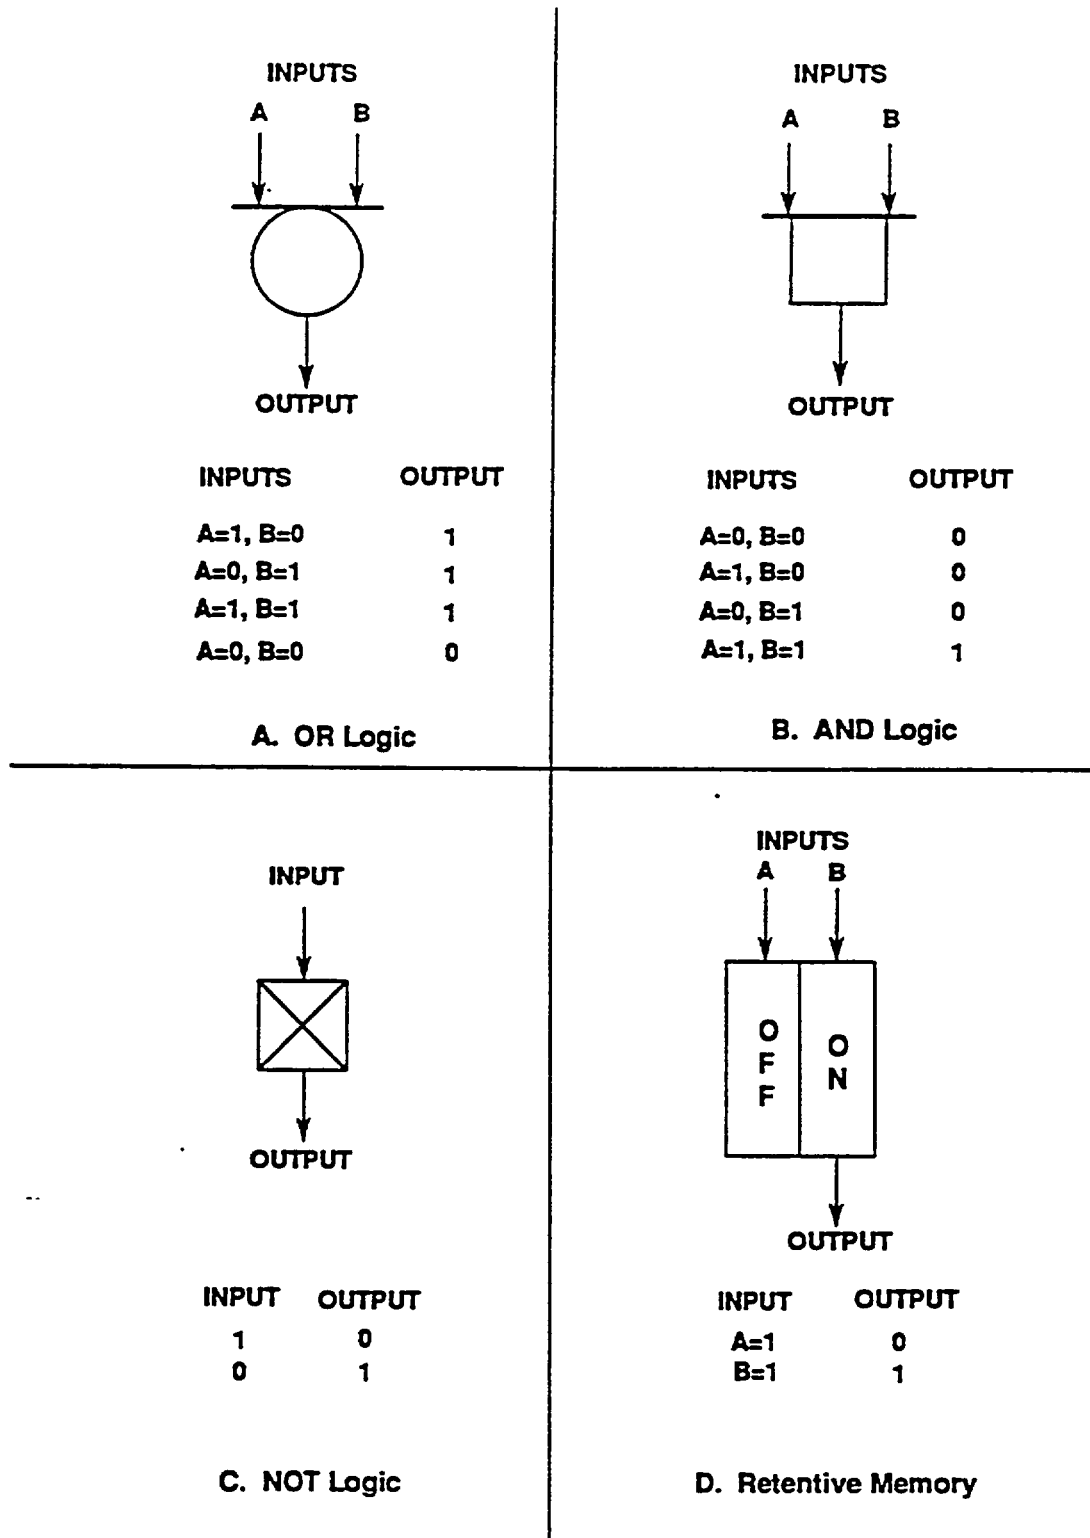 INPUTS
A B
OUTPUT
INPUTS OUTPUT
A=1, B=0 1
A=0, B=1 1
A=1, B=1 1
A=0, B=0 0
A. OR Logic
INPUTS
A B
OUTPUT
INPUTS OUTPUT
A=0, B=0 0
A=1, B=0 0
A=0, B=1 0
A=1, B=1 1
B. AND Logic
INPUT
OUTPUT
INPUT OUTPUT
1 0
0 1
C. NOT Logic
INPUTS
A B
OFF ON
OUTPUT
INPUT OUTPUT
A=1 0
B=1 1
D. Retentive Memory